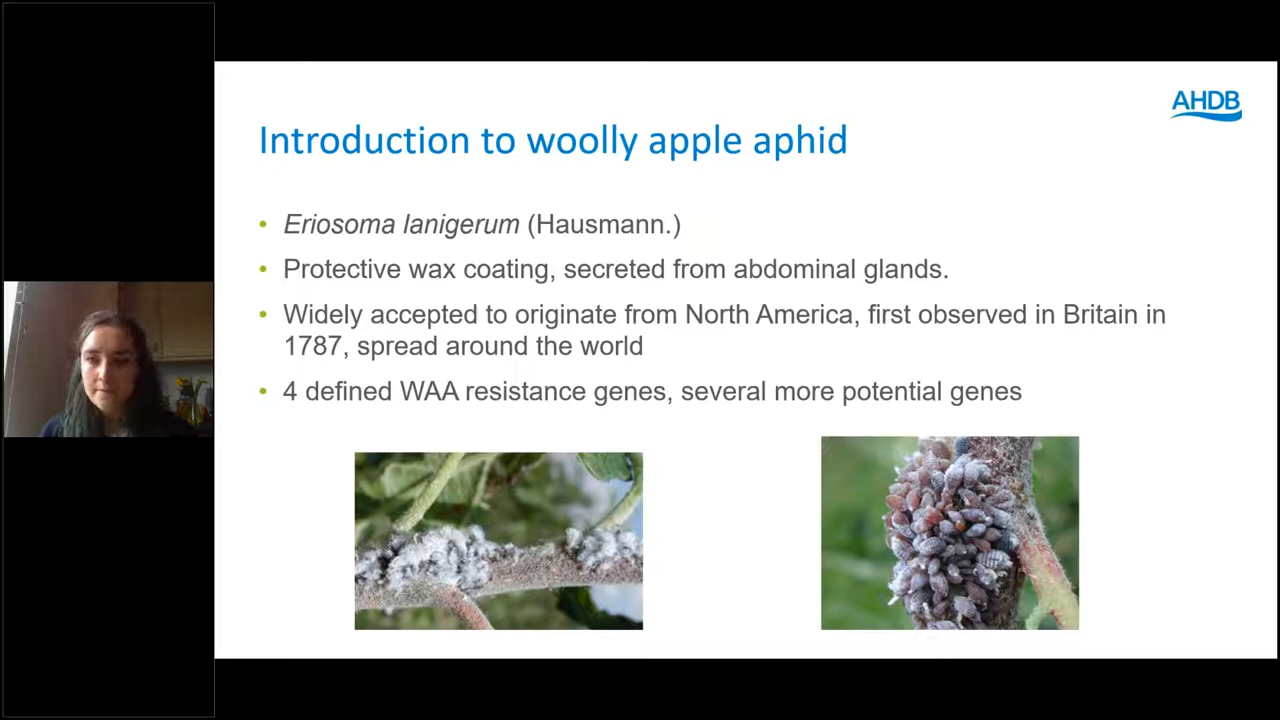 AHDB
Introduction to woolly apple aphid
• Eriosoma lanigerum (Hausmann.)
• Protective wax coating, secreted from abdominal glands.
• Widely accepted to originate from North America, first observed in Britain in
1787, spread around the world
• 4 defined WAA resistance genes, several more potential genes